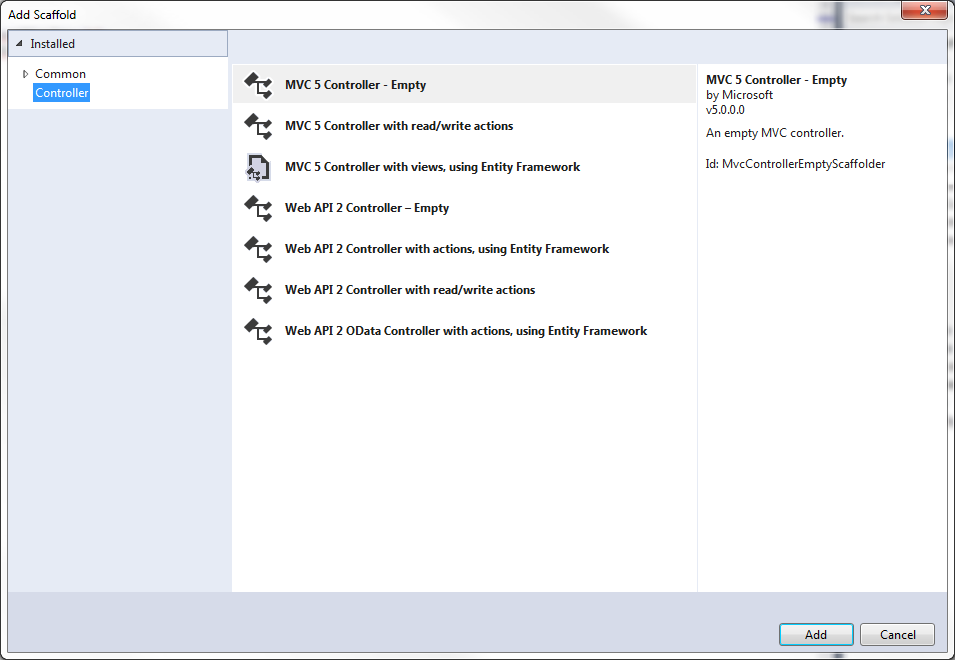 Add Scaffold
Installed
Common
Controller
MVC 5 Controller - Empty
MVC 5 Controller with read/write actions
MVC 5 Controller with views, using Entity Framework
Web API 2 Controller – Empty
Web API 2 Controller with actions, using Entity Framework
Web API 2 Controller with read/write actions
Web API 2 OData Controller with actions, using Entity Framework
MVC 5 Controller - Empty
by Microsoft
v5.0.0.0
An empty MVC controller.
Id: MvcControllerEmptyScaffolder
Add
Cancel